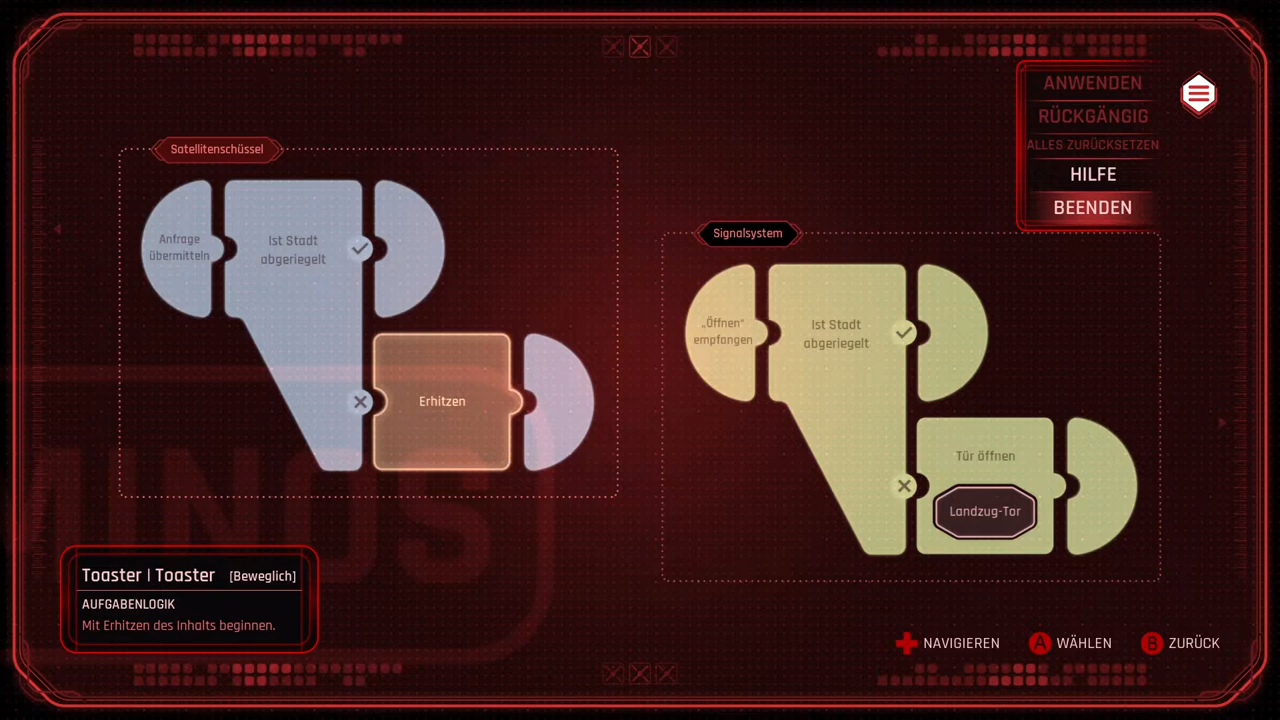 ANWENDEN
RÜCKGÄNGIG
ALLES ZURÜCKSETZEN
HILFE
BEENDEN
Satellitenschüssel
Anfrage
übermitteln
Ist Stadt
abgeriegelt
Erhitzen
Signalsystem
„Öffnen“
empfangen
Ist Stadt
abgeriegelt
Tür öffnen
Landzug-Tor
MINOS
Toaster | Toaster [Beweglich]
AUFGABENLOGIK
Mit Erhitzen des Inhalts beginnen.
NAVIGIEREN
A WÄHLEN
B ZURÜCK